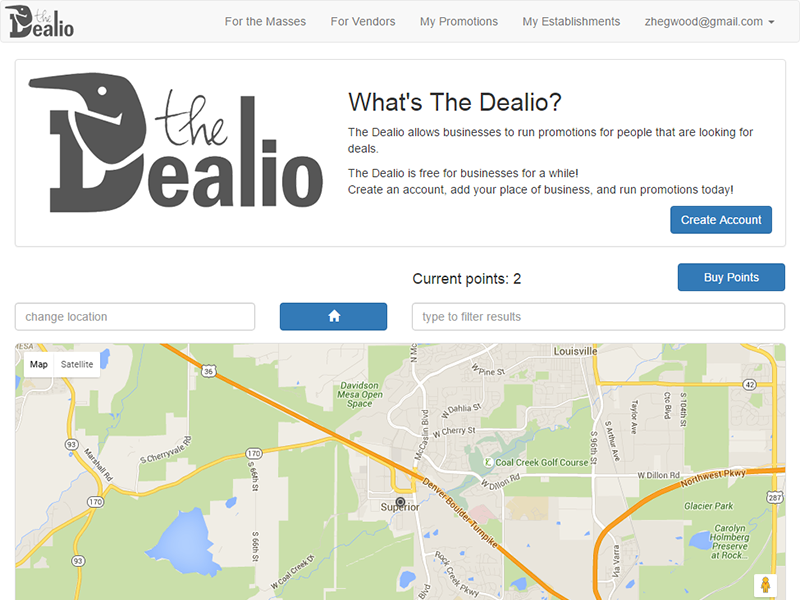 the
Dealio
For the Masses
For Vendors
My Promotions
My Establishments
zhegwood@gmail.com
the
Dealio
What's The Dealio?
The Dealio allows businesses to run promotions for people that are looking for
deals.
The Dealio is free for businesses for a while!
Create an account, add your place of business, and run promotions today!
Create Account
Current points: 2
Buy Points
change location
type to filter results
Map
Satellite
Louisville
36
W Pine St
42
Davidson
Mesa Open
Space
W Dahlia St
McCaslin Blvd
W Cherry St
Taylor Ave
Ctc Blvd
S 104th St
S Arthur Ave
S 96th St
93
Marshall Rd
S Cherryvale Rd
170
S 66th St
Coal Creek Golf Course
W Dillon Rd
W Dillon Rd
Northwest Pkwy
170
Denver Boulder Turnpike
287
Superior
Glacier Park
S 66th St
Carolyn
Holmberg
Preserve
at Rock...
93
W Coal Creek Dr
Rock Creek Pkwy
Via Varra
Blvd